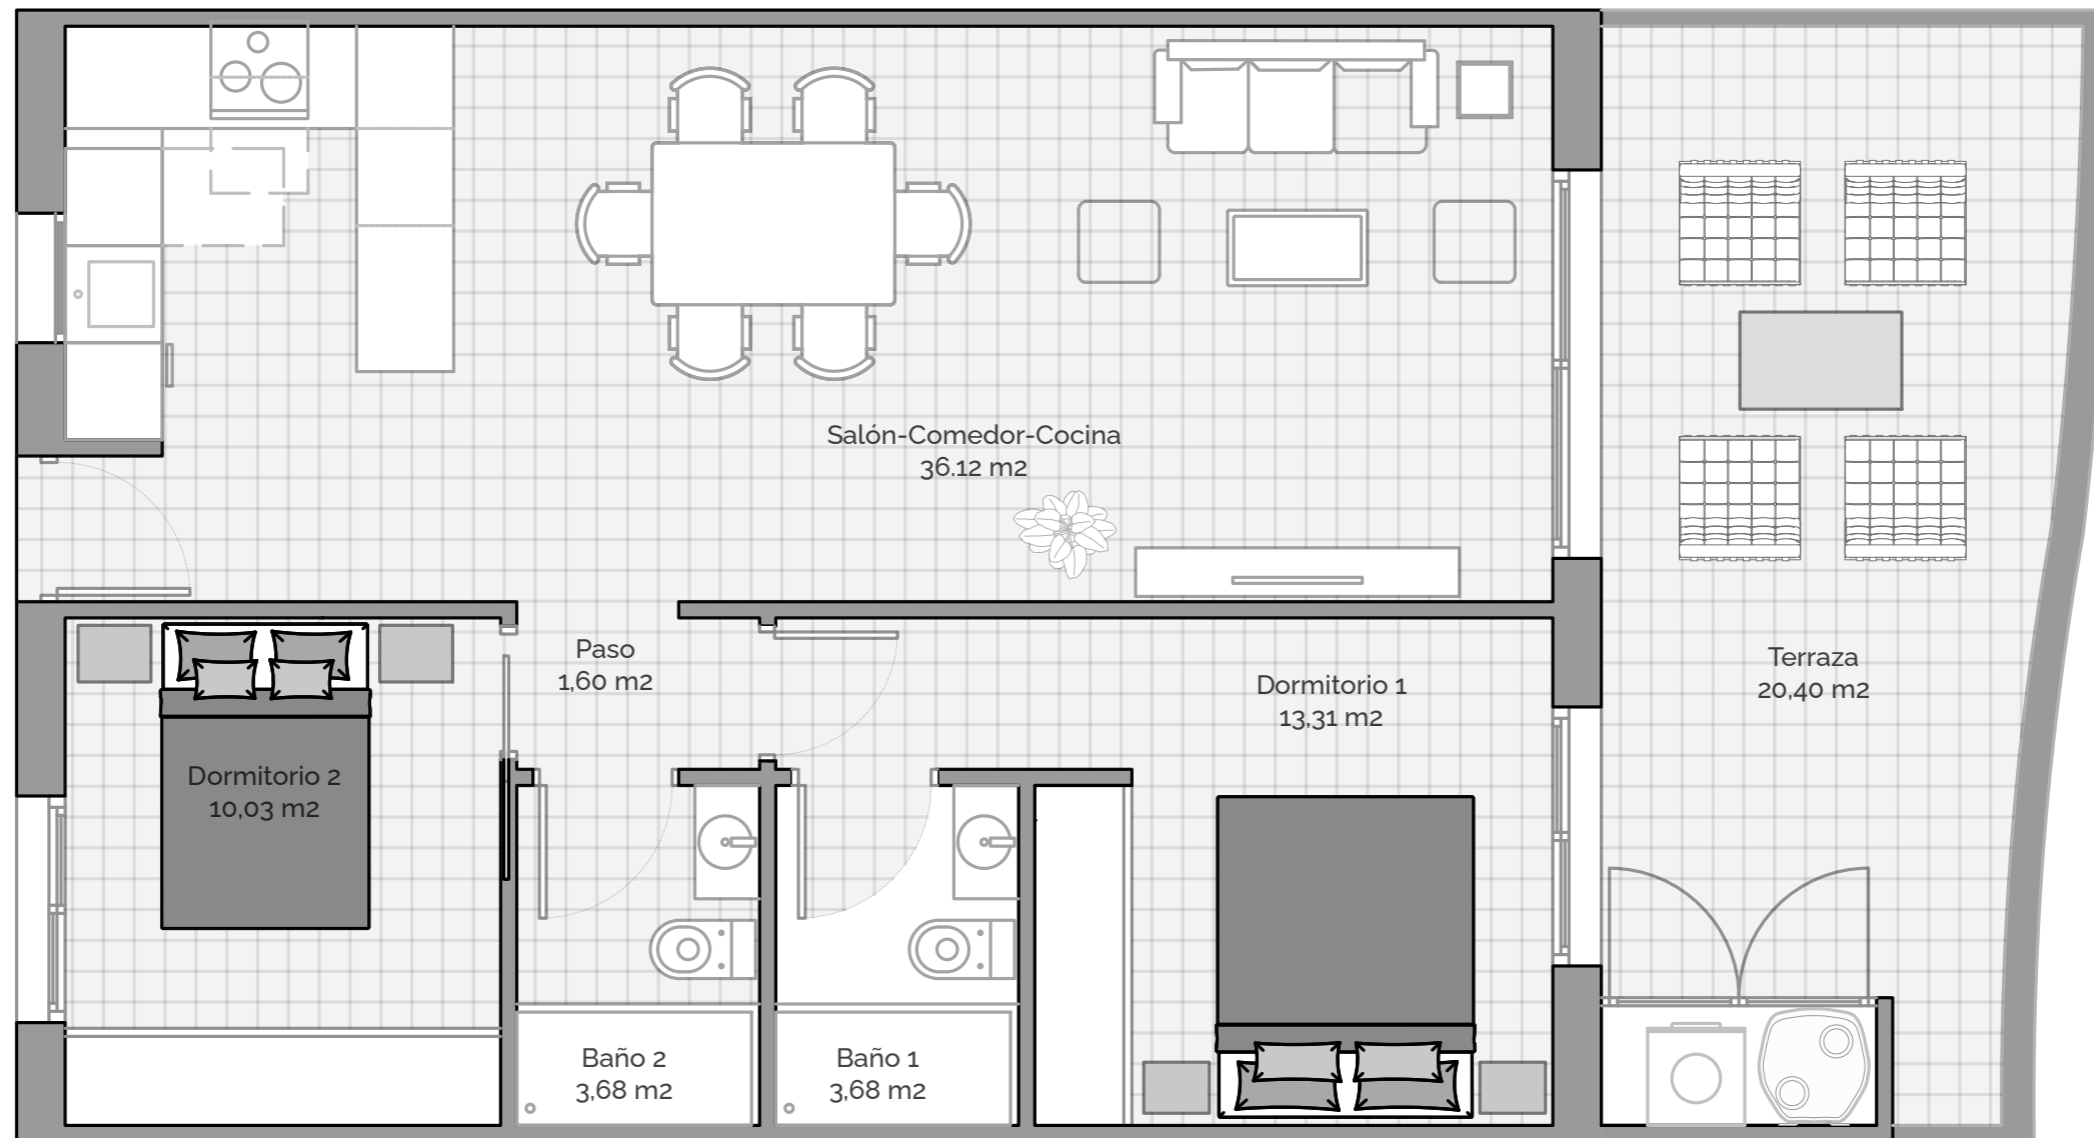 Salón-Comedor-Cocina
36.12 m2
Paso
1,60 m2
Terraza
20,40 m2
Dormitorio 1
13,31 m2
Dormitorio 2
10,03 m2
Baño 2
3,68 m2
Baño 1
3,68 m2